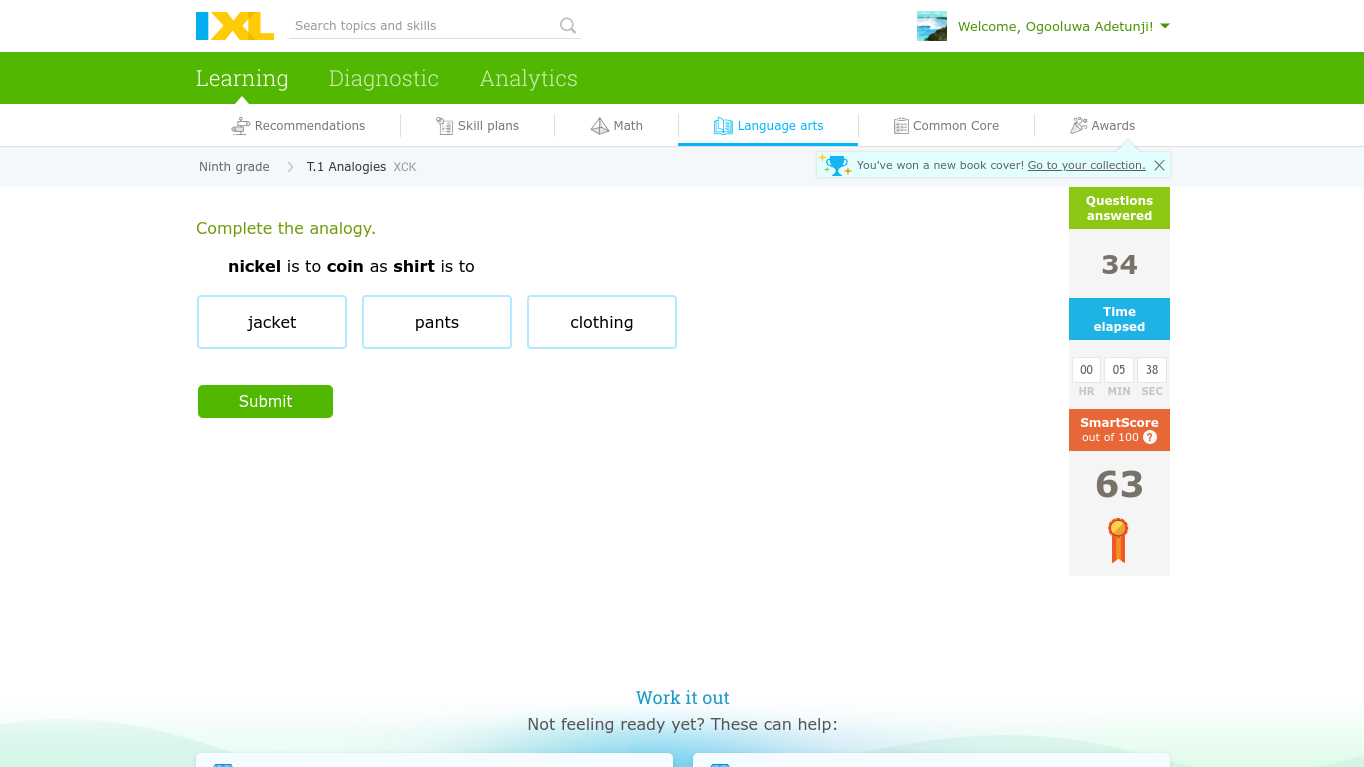 IXL
Search topics and skills
Welcome, Ogooluwa Adetunji!
Learning
Diagnostic
Analytics
Recommendations
Skill plans
Math
Language arts
Common Core
Awards
Ninth grade
T.1 Analogies XCK
You've won a new book cover! Go to your collection.
Complete the analogy.
nickel is to coin as shirt is to
jacket
pants
clothing
Submit
Questions
answered
34
Time
elapsed
00 05 38
HR MIN SEC
SmartScore
out of 100 ?
63
Work it out
Not feeling ready yet? These can help: